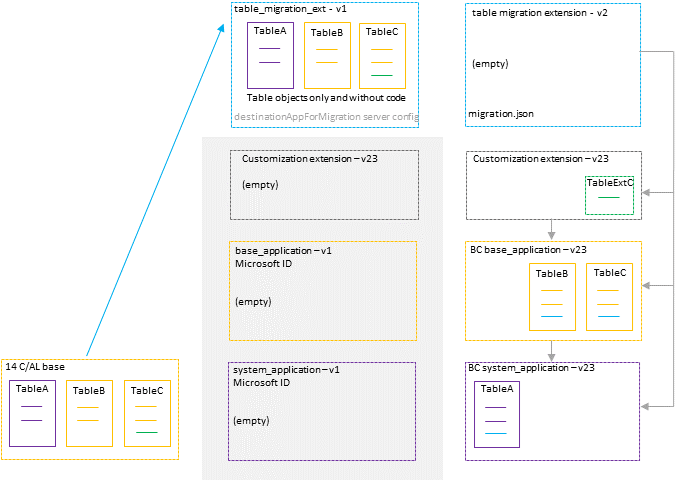 table_migration_ext - v1
TableA
TableB
TableC
Table objects only and without code
destinationAppForMigration server config
table migration extension - v2
(empty)
migration.json
Customization extension – v23
(empty)
Customization extension – v23
TableExtC
base_application – v1
Microsoft ID
(empty)
BC base_application – v23
TableB
TableC
14 C/AL base
TableA
TableB
TableC
system_application – v1
Microsoft ID
(empty)
BC system_application – v23
TableA